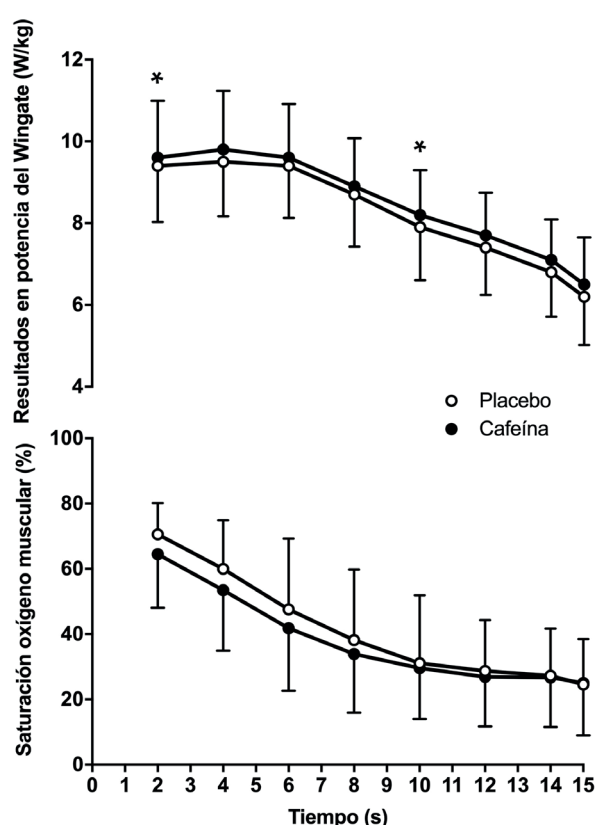 Resultados en potencia del Wingate (W/kg)
12
10
8
6
4
*
*
Placebo
Cafeína
Saturación oxígeno muscular (%)
100
80
60
40
20
0
0 1 2 3 4 5 6 7 8 9 10 11 12 13 14 15
Tiempo (s)